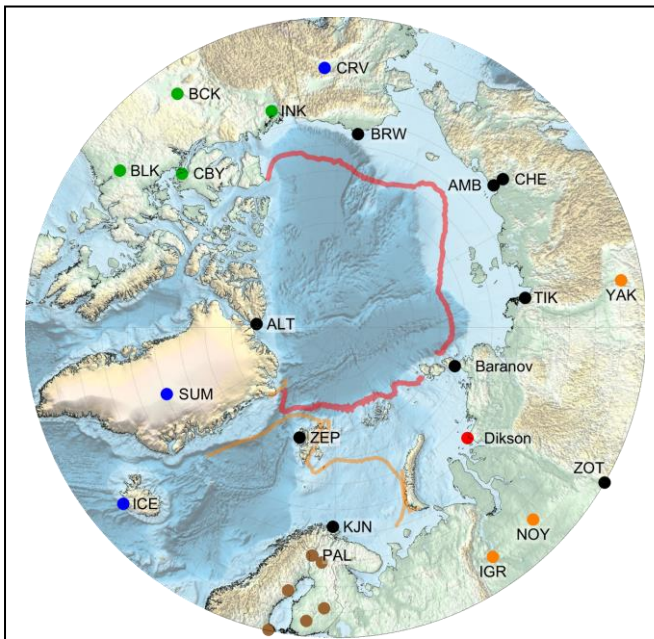 CRV
BCK
INK
BRW
BLK
CBY
AMB
CHE
YAK
TIK
ALT
Baranov
SUM
ZEP
Dikson
ZOT
ICE
NOY
KJN
PAL
IGR